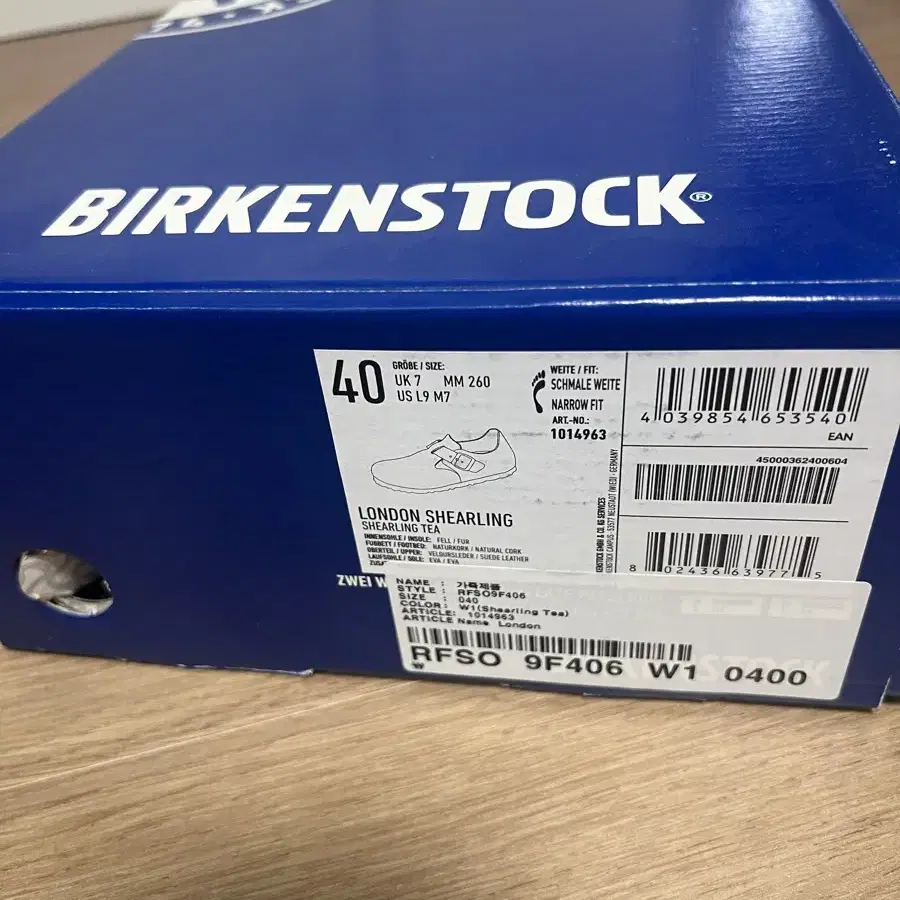 BIRKENSTOCK®
40
GRÖẞE / SIZE:
UK 7 MM 260
US L9 M7
WEITE / FIT:
SCHMALE WEITE
NARROW FIT
ART.-NO.:
1014963
4 039854 653540
EAN
45000362400604
LONDON SHEARLING
SHEARLING TEA
INNENSOHLE / INSOLE: FELL / FUR
FUßBETT / FOOTBED: NATURKORK / NATURAL CORK
OBERTEIL / UPPER: VELOURSLEDER / SUEDE LEATHER
LAUFSOHLE / SOLE: EVA / EVA
8 02436 63977 5
ZWEI W
NAME : 가죽제품
STYLE : RFSO9F406
SIZE : 040
COLOR: W1(Shearling Tea)
ARTICLE: 1014963
ARTICLE Name London
RFSO 9F406 W1 0400
W